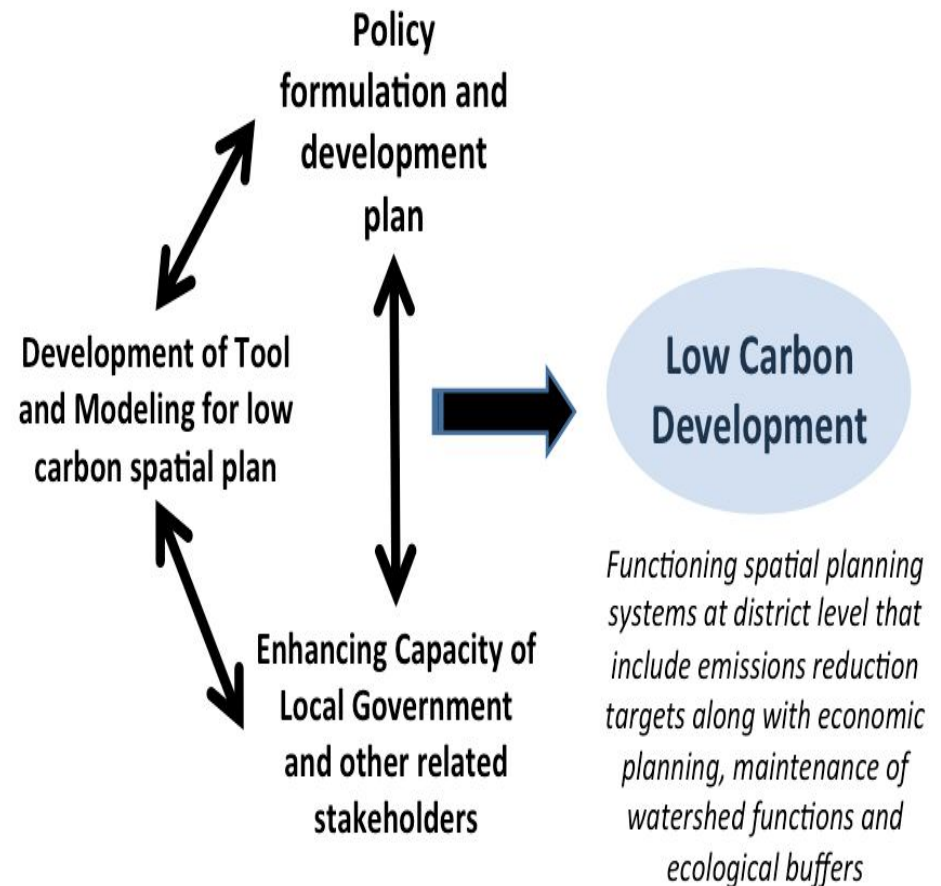 Policy
formulation and
development
plan
Development of Tool
and Modeling for low
carbon spatial plan
Enhancing Capacity of
Local Government
and other related
stakeholders
Low Carbon
Development
Functioning spatial planning
systems at district level that
include emissions reduction
targets along with economic
planning, maintenance of
watershed functions and
ecological buffers